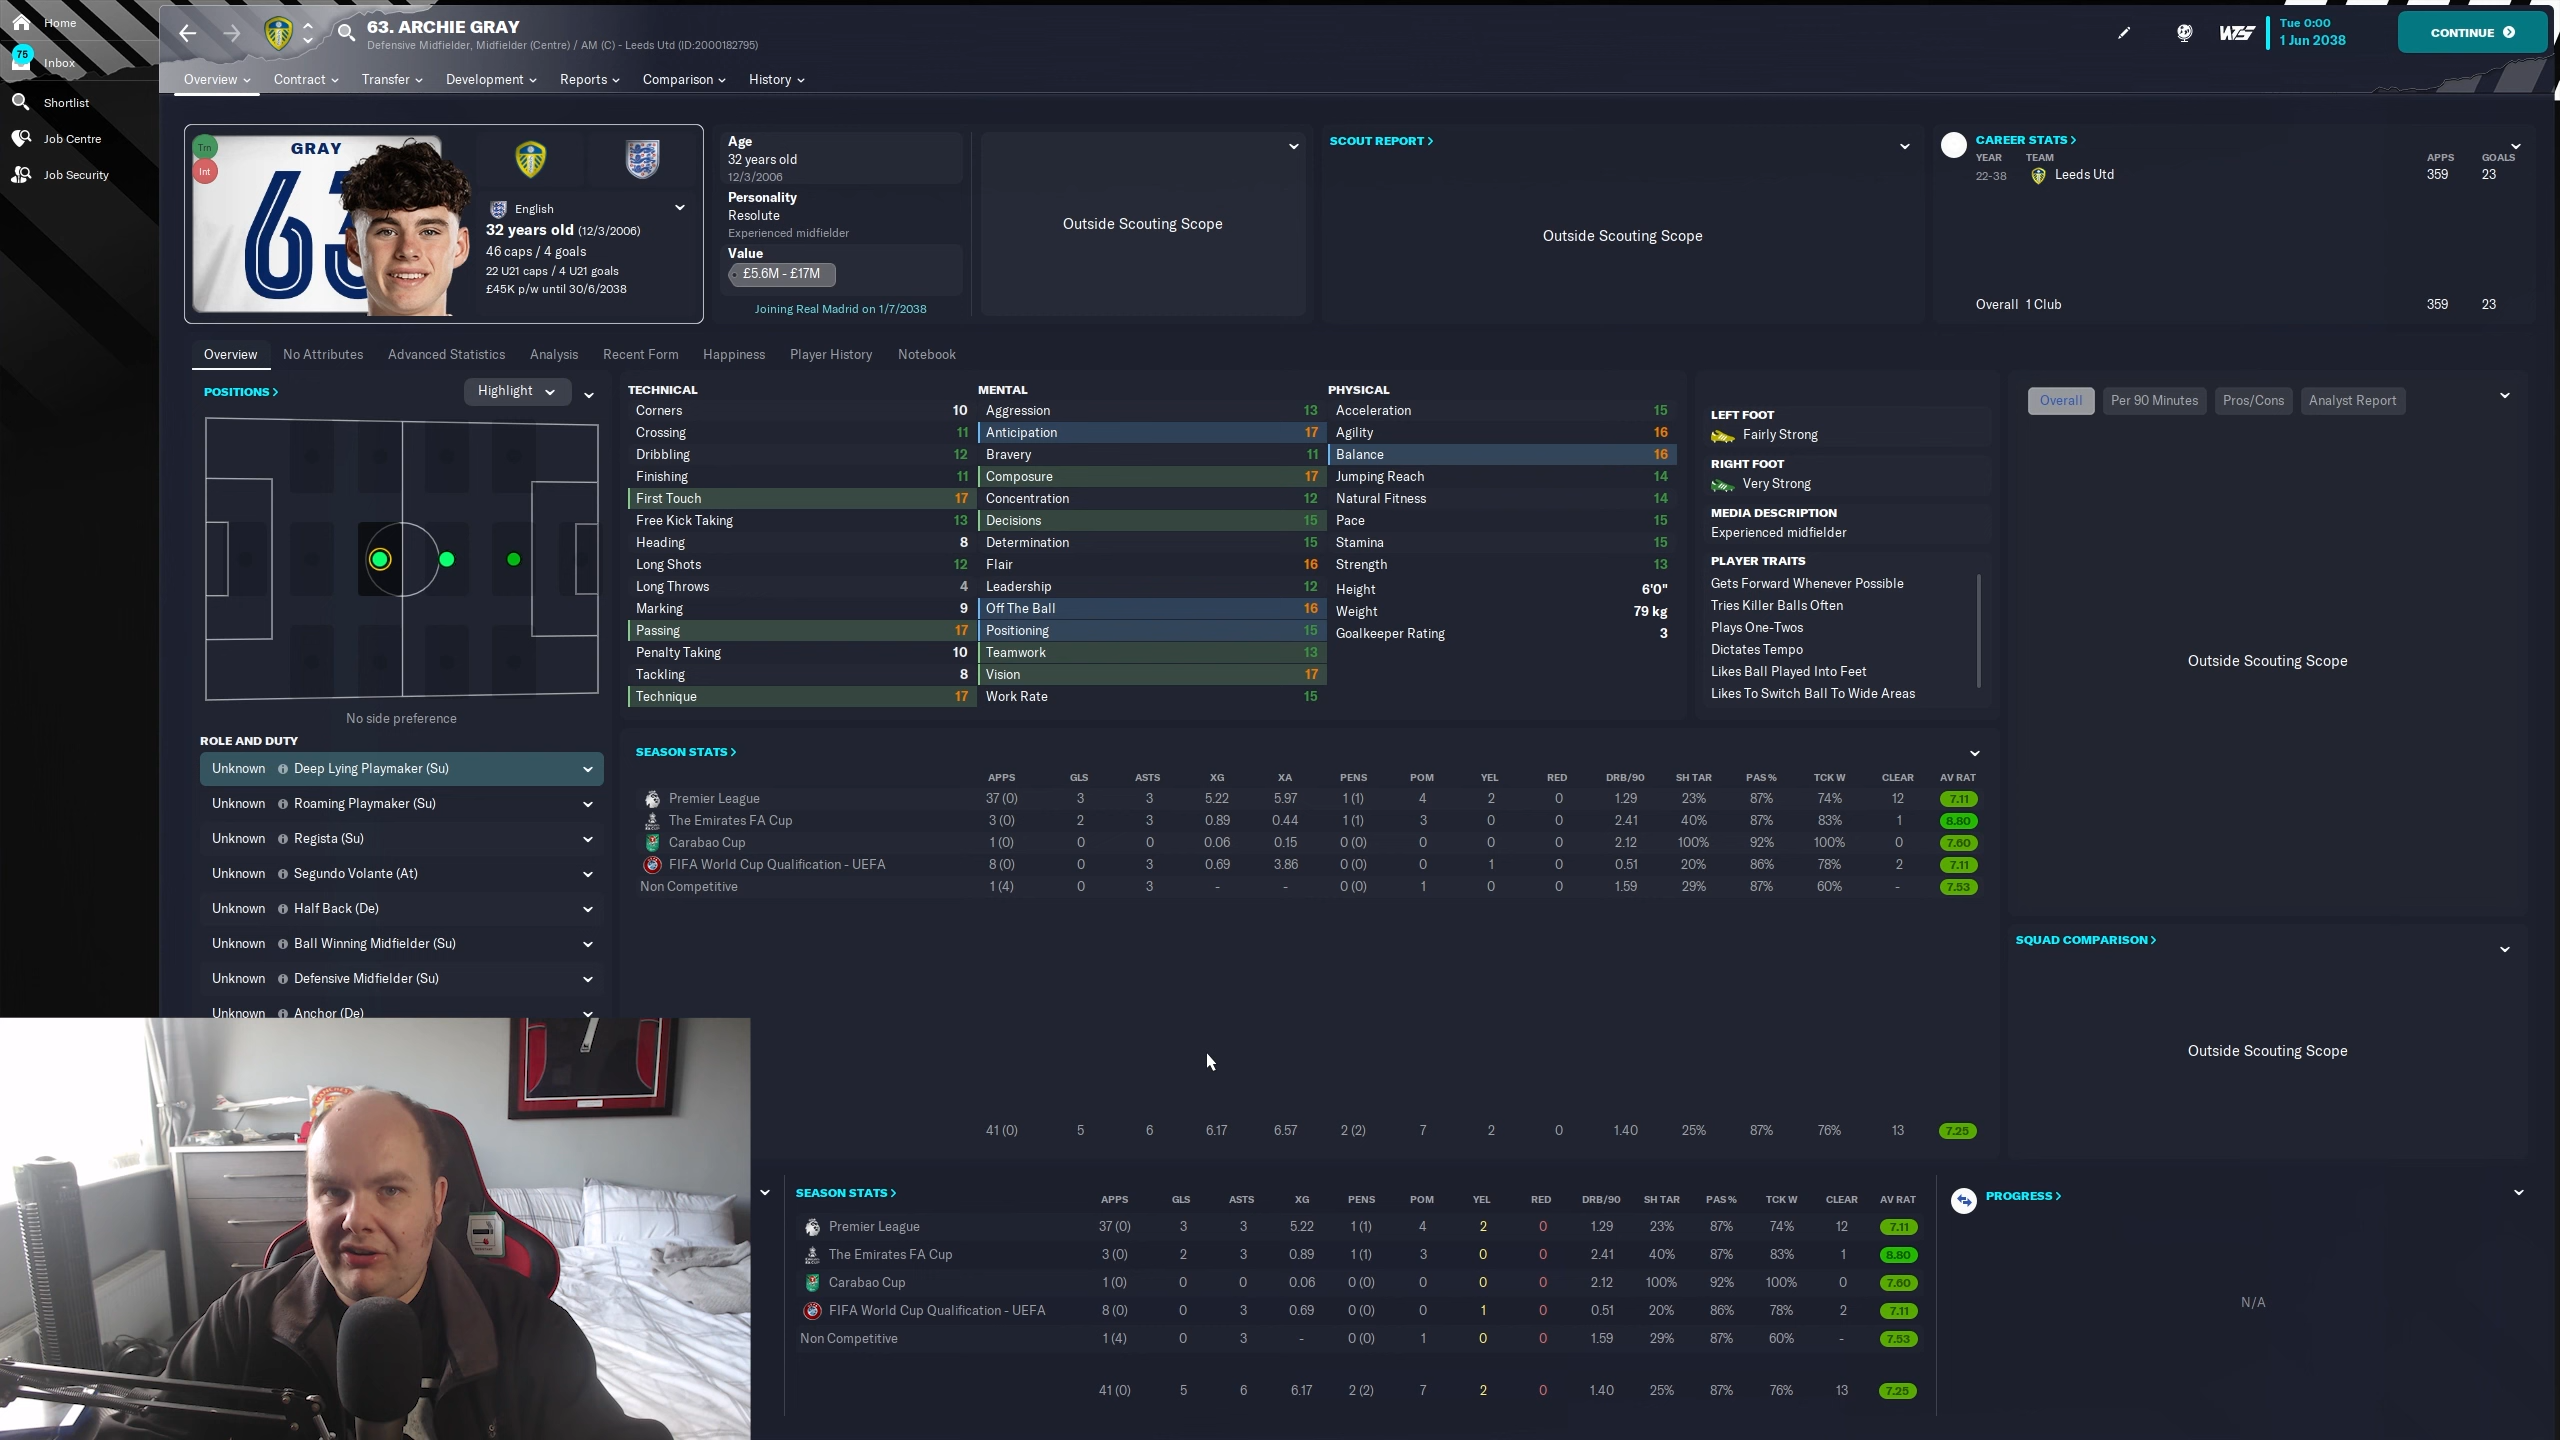 Home
75
Inbox
Shortlist
Job Centre
Job Security
63. ARCHIE GRAY
Defensive Midfielder, Midfielder (Centre) / AM (C) - Leeds Utd (ID:2000182795)
Tue 0:00
1 Jun 2038
CONTINUE
Overview Contract Transfer Development Reports Comparison History
Trn
Int
GRAY
63
English
32 years old (12/3/2006)
46 caps / 4 goals
22 U21 caps / 4 U21 goals
£45K p/w until 30/6/2038
Age
32 years old
12/3/2006
Personality
Resolute
Experienced midfielder
Value
£5.6M - £17M
Joining Real Madrid on 1/7/2038
Outside Scouting Scope
SCOUT REPORT >
Outside Scouting Scope
CAREER STATS >
YEAR TEAM APPS GOALS
22-38 Leeds Utd 359 23
Overall 1 Club 359 23
Overview No Attributes Advanced Statistics Analysis Recent Form Happiness Player History Notebook
POSITIONS >
Highlight
No side preference
ROLE AND DUTY
Unknown Deep Lying Playmaker (Su)
Unknown Roaming Playmaker (Su)
Unknown Regista (Su)
Unknown Segundo Volante (At)
Unknown Half Back (De)
Unknown Ball Winning Midfielder (Su)
Unknown Defensive Midfielder (Su)
Unknown Anchor (De)
TECHNICAL
Corners 10
Crossing 11
Dribbling 12
Finishing 11
First Touch 17
Free Kick Taking 13
Heading 8
Long Shots 12
Long Throws 4
Marking 9
Passing 17
Penalty Taking 10
Tackling 8
Technique 17
MENTAL
Aggression 13
Anticipation 17
Bravery 11
Composure 17
Concentration 12
Decisions 15
Determination 15
Flair 16
Leadership 12
Off The Ball 16
Positioning 15
Teamwork 13
Vision 17
Work Rate 15
PHYSICAL
Acceleration 15
Agility 16
Balance 16
Jumping Reach 14
Natural Fitness 14
Pace 15
Stamina 15
Strength 13
Height 6'0"
Weight 79 kg
Goalkeeper Rating 3
LEFT FOOT
Fairly Strong
RIGHT FOOT
Very Strong
MEDIA DESCRIPTION
Experienced midfielder
PLAYER TRAITS
Gets Forward Whenever Possible
Tries Killer Balls Often
Plays One-Twos
Dictates Tempo
Likes Ball Played Into Feet
Likes To Switch Ball To Wide Areas
Overall Per 90 Minutes Pros/Cons Analyst Report
Outside Scouting Scope
SEASON STATS >
APPS GLS ASTS XG XA PENS POM YEL RED DRB/90 SH TAR PAS % TCK W CLEAR AV RAT
Premier League 37 (0) 3 3 5.22 5.97 1 (1) 4 2 0 1.29 23% 87% 74% 12 7.11
The Emirates FA Cup 3 (0) 2 3 0.89 0.44 1 (1) 3 0 0 2.41 40% 87% 83% 1 8.80
Carabao Cup 1 (0) 0 0 0.06 0.15 0 (0) 0 0 0 2.12 100% 92% 100% 0 7.60
FIFA World Cup Qualification - UEFA 8 (0) 0 3 0.69 3.86 0 (0) 0 1 0 0.51 20% 86% 78% 2 7.11
Non Competitive 1 (4) 0 3 - - 0 (0) 1 0 0 1.59 29% 87% 60% - 7.53
41 (0) 5 6 6.17 6.57 2 (2) 7 2 0 1.40 25% 87% 76% 13 7.25
SQUAD COMPARISON >
Outside Scouting Scope
SEASON STATS >
APPS GLS ASTS XG PENS POM YEL RED DRB/90 SH TAR PAS % TCK W CLEAR AV RAT
Premier League 37 (0) 3 3 5.22 1 (1) 4 2 0 1.29 23% 87% 74% 12 7.11
The Emirates FA Cup 3 (0) 2 3 0.89 1 (1) 3 0 0 2.41 40% 87% 83% 1 8.80
Carabao Cup 1 (0) 0 0 0.06 0 (0) 0 0 0 2.12 100% 92% 100% 0 7.60
FIFA World Cup Qualification - UEFA 8 (0) 0 3 0.69 0 (0) 0 1 0 0.51 20% 86% 78% 2 7.11
Non Competitive 1 (4) 0 3 - 0 (0) 1 0 0 1.59 29% 87% 60% - 7.53
41 (0) 5 6 6.17 2 (2) 7 2 0 1.40 25% 87% 76% 13 7.25
PROGRESS >
N/A